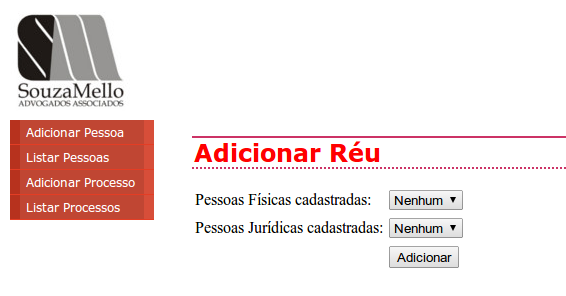 SouzaMello
ADVOGADOS ASSOCIADOS
Adicionar Pessoa
Listar Pessoas
Adicionar Processo
Listar Processos
Adicionar Réu
Pessoas Físicas cadastradas: Nenhum
Pessoas Jurídicas cadastradas: Nenhum
Adicionar